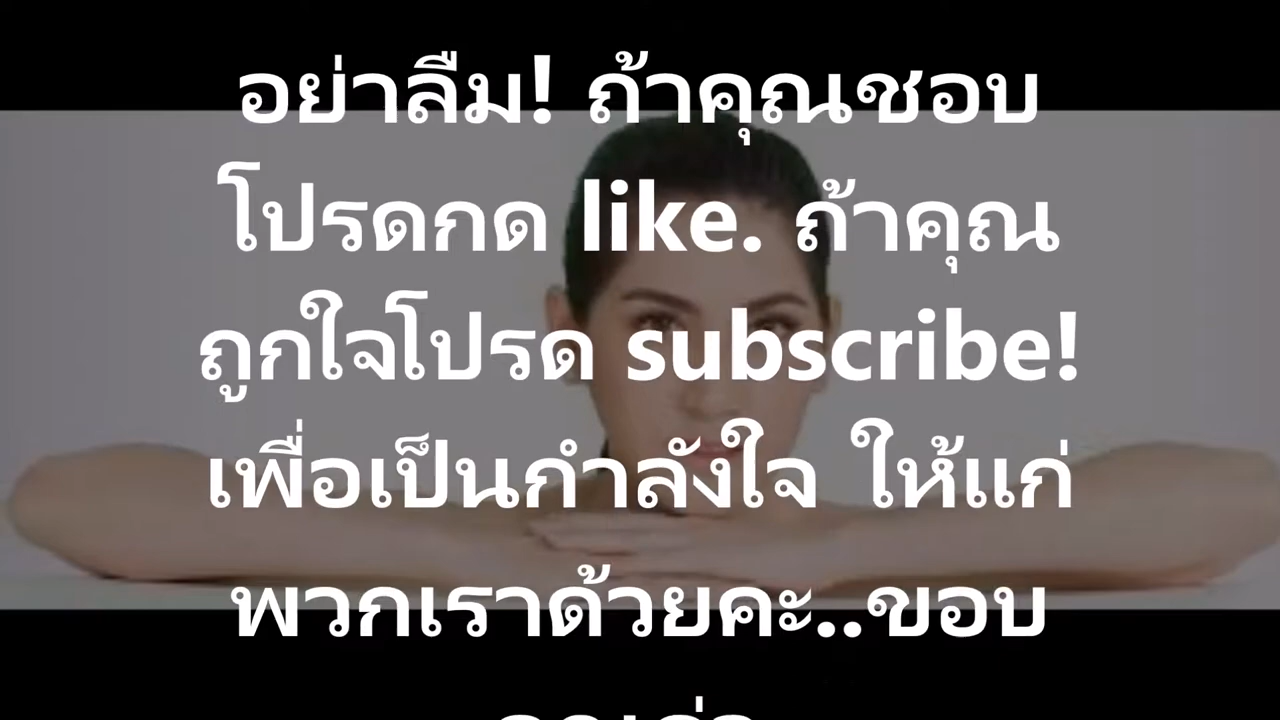 อย่าลืม! ถ้าคุณชอบ
โปรดกด like. ถ้าคุณ
ถูกใจโปรด subscribe!
เพื่อเป็นกำลังใจ ให้แก่
พวกเราด้วยคะ..ขอบ